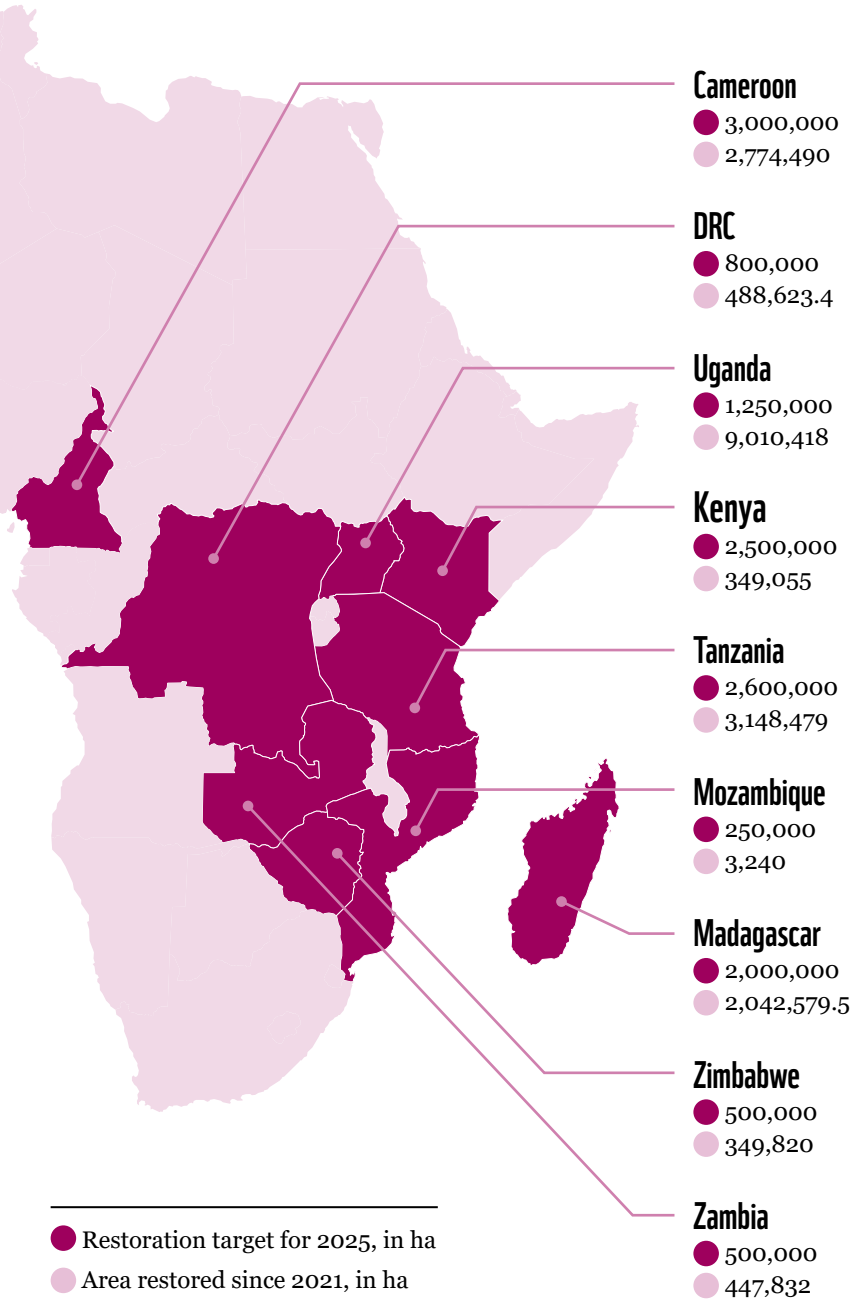 Cameroon
3,000,000
2,774,490
DRC
800,000
488,623.4
Uganda
1,250,000
9,010,418
Kenya
2,500,000
349,055
Tanzania
2,600,000
3,148,479
Mozambique
250,000
3,240
Madagascar
2,000,000
2,042,579.5
Zimbabwe
500,000
349,820
Zambia
500,000
447,832
Restoration target for 2025, in ha
Area restored since 2021, in ha